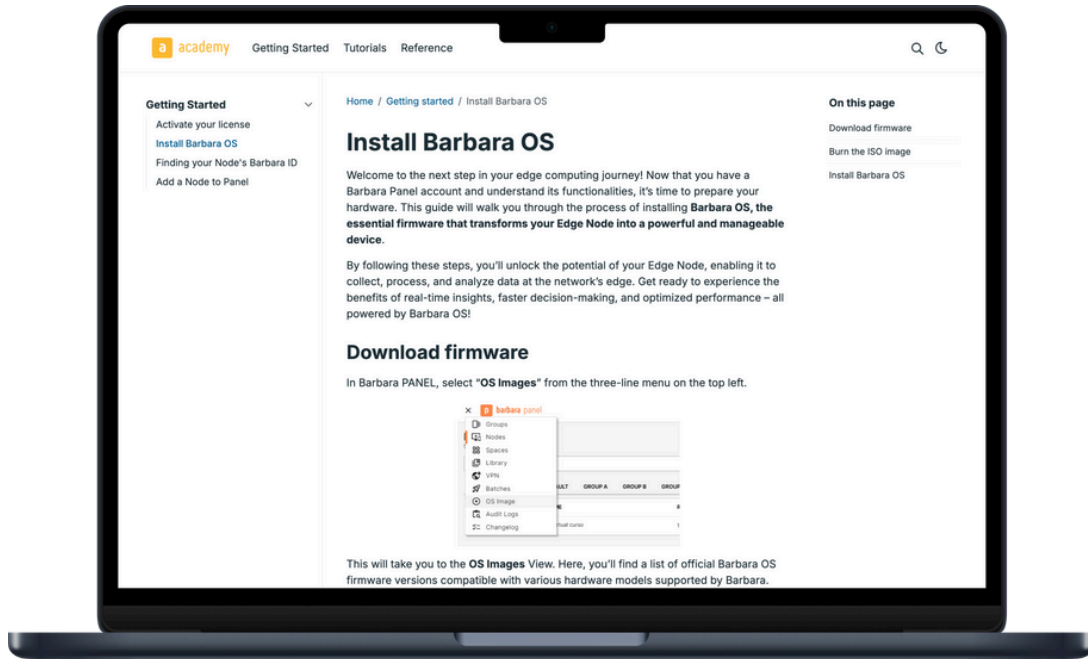 a academy
Getting Started Tutorials Reference
Getting Started
Activate your license
Install Barbara OS
Finding your Node's Barbara ID
Add a Node to Panel
Home / Getting started / Install Barbara OS
Install Barbara OS
Welcome to the next step in your edge computing journey! Now that you have a
Barbara Panel account and understand its functionalities, it's time to prepare your
hardware. This guide will walk you through the process of installing Barbara OS, the
essential firmware that transforms your Edge Node into a powerful and manageable
device.
By following these steps, you'll unlock the potential of your Edge Node, enabling it to
collect, process, and analyze data at the network's edge. Get ready to experience the
benefits of real-time insights, faster decision-making, and optimized performance – all
powered by Barbara OS!
Download firmware
In Barbara PANEL, select "OS Images" from the three-line menu on the top left.
p barbara panel
Groups
Nodes
Spaces
Library
VPN
Batches
OS Image
Audit Logs
Changelog
GROUP A GROUP B GROUP
curso
This will take you to the OS Images View. Here, you'll find a list of official Barbara OS
firmware versions compatible with various hardware models supported by Barbara.
On this page
Download firmware
Burn the ISO image
Install Barbara OS